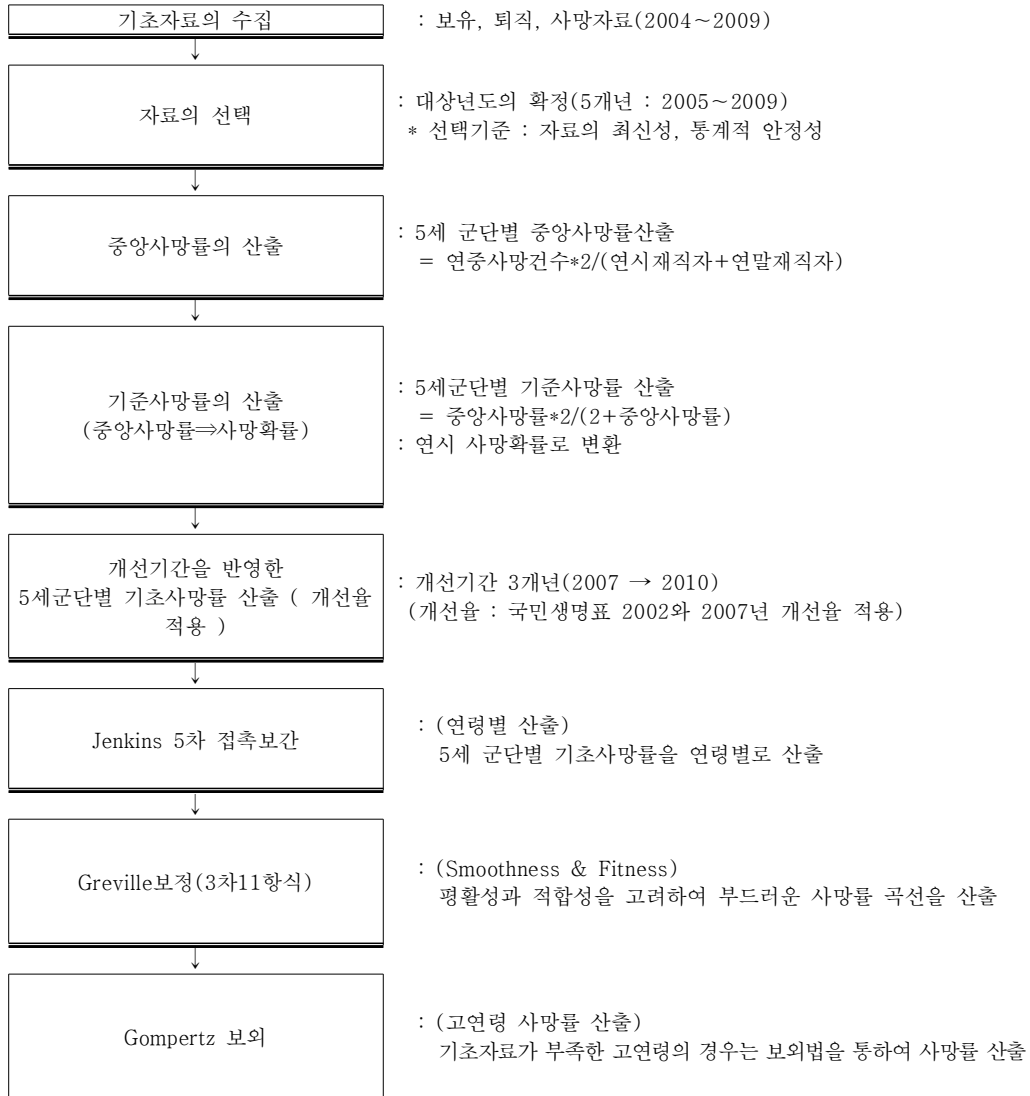 기초자료의 수집
: 보유, 퇴직, 사망자료(2004~2009)
↓
자료의 선택
: 대상년도의 확정(5개년 : 2005~2009)
* 선택기준 : 자료의 최신성, 통계적 안정성
↓
중앙사망률의 산출
: 5세 군단별 중앙사망률산출
= 연중사망건수*2/(연시재직자+연말재직자)
↓
기준사망률의 산출
(중앙사망률⇒사망확률)
: 5세군단별 기준사망률 산출
= 중앙사망률*2/(2+중앙사망률)
: 연시 사망확률로 변환
↓
개선기간을 반영한
5세군단별 기초사망률 산출 ( 개선율
적용 )
: 개선기간 3개년(2007 → 2010)
(개선율 : 국민생명표 2002와 2007년 개선율 적용)
↓
Jenkins 5차 접촉보간
: (연령별 산출)
5세 군단별 기초사망률을 연령별로 산출
↓
Greville보정(3차11항식)
: (Smoothness & Fitness)
평활성과 적합성을 고려하여 부드러운 사망률 곡선을 산출
↓
Gompertz 보외
: (고연령 사망률 산출)
기초자료가 부족한 고연령의 경우는 보외법을 통하여 사망률 산출